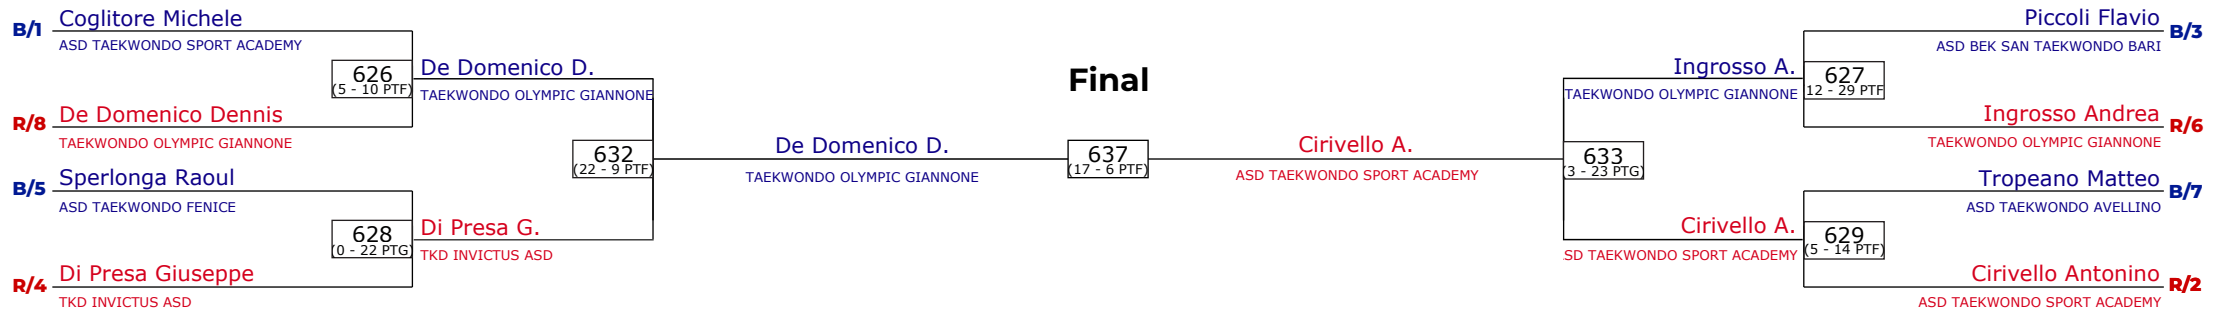 B/1 Coglitore Michele
ASD TAEKWONDO SPORT ACADEMY
626
(5 - 10 PTF)
De Domenico D.
TAEKWONDO OLYMPIC GIANNONE
R/8 De Domenico Dennis
TAEKWONDO OLYMPIC GIANNONE
632
(22 - 9 PTF)
B/5 Sperlonga Raoul
ASD TAEKWONDO FENICE
628
(0 - 22 PTG)
Di Presa G.
TKD INVICTUS ASD
R/4 Di Presa Giuseppe
TKD INVICTUS ASD
De Domenico D.
TAEKWONDO OLYMPIC GIANNONE
Final
637
(17 - 6 PTF)
Cirivello A.
ASD TAEKWONDO SPORT ACADEMY
Piccoli Flavio B/3
ASD BEK SAN TAEKWONDO BARI
Ingrosso A.
TAEKWONDO OLYMPIC GIANNONE
627
12 - 29 PTF
Ingrosso Andrea R/6
TAEKWONDO OLYMPIC GIANNONE
633
(3 - 23 PTG)
Tropeano Matteo B/7
ASD TAEKWONDO AVELLINO
Cirivello A.
SD TAEKWONDO SPORT ACADEMY
629
(5 - 14 PTF)
Cirivello Antonino R/2
ASD TAEKWONDO SPORT ACADEMY